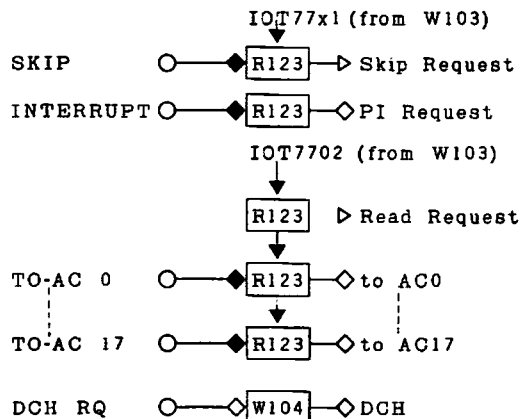 IOT77x1 (from W103)
SKIP R123 Skip Request
INTERRUPT R123 PI Request
IOT7702 (from W103)
R123 Read Request
TO-AC 0 R123 to AC0
TO-AC 17 R123 to AC17
DCH RQ W104 DCH